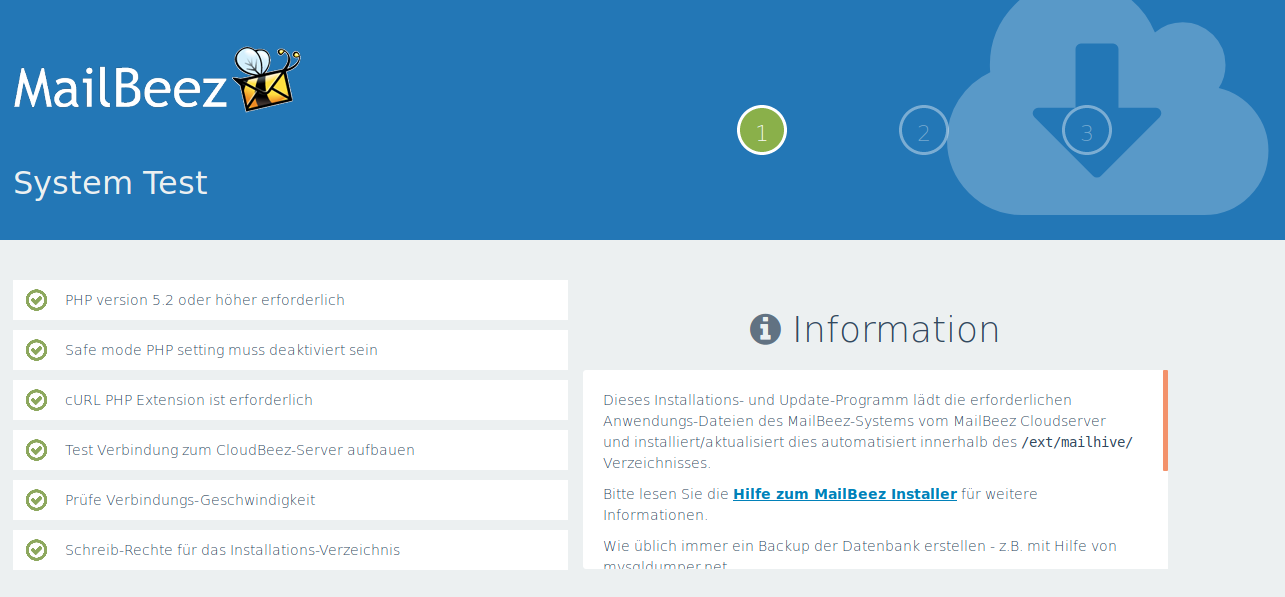 MailBeez
1
2
3
System Test
PHP version 5.2 oder höher erforderlich
Safe mode PHP setting muss deaktiviert sein
cURL PHP Extension ist erforderlich
Test Verbindung zum CloudBeez-Server aufbauen
Prüfe Verbindungs-Geschwindigkeit
Schreib-Rechte für das Installations-Verzeichnis
Information
Dieses Installations- und Update-Programm lädt die erforderlichen
Anwendungs-Dateien des MailBeez-Systems vom MailBeez Cloudserver
und installiert/aktualisiert dies automatisiert innerhalb des /ext/mailhive/
Verzeichnisses.
Bitte lesen Sie die Hilfe zum MailBeez Installer für weitere
Informationen.
Wie üblich immer ein Backup der Datenbank erstellen - z.B. mit Hilfe von
mysqldumper.net